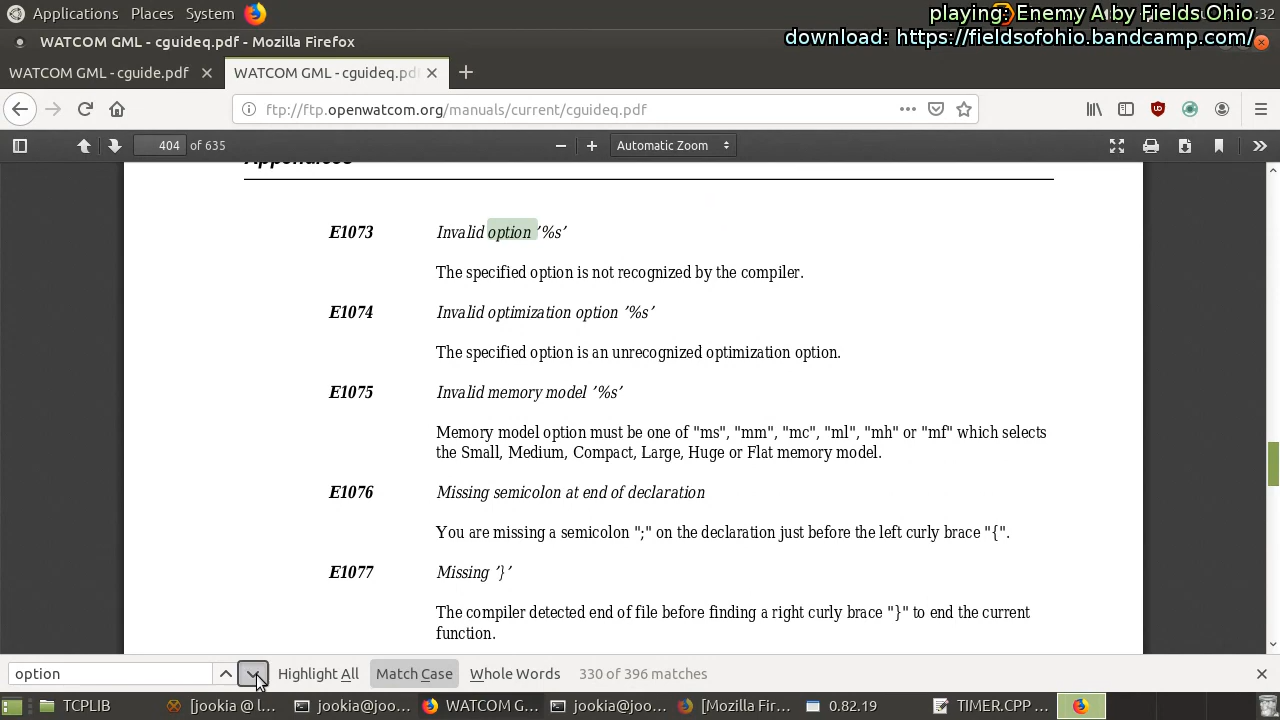 Applications Places System :32
playing: Enemy A by Fields Ohio
download: https://fieldsofohio.bandcamp.com/
WATCOM GML - cguideq.pdf - Mozilla Firefox
WATCOM GML - cguide.pdf
WATCOM GML - cguideq.pdf
ftp://ftp.openwatcom.org/manuals/current/cguideq.pdf
404 of 635
Automatic Zoom
E1073 Invalid option ’%s’
The specified option is not recognized by the compiler.
E1074 Invalid optimization option ’%s’
The specified option is an unrecognized optimization option.
E1075 Invalid memory model ’%s’
Memory model option must be one of "ms", "mm", "mc", "ml", "mh" or "mf" which selects
the Small, Medium, Compact, Large, Huge or Flat memory model.
E1076 Missing semicolon at end of declaration
You are missing a semicolon ";" on the declaration just before the left curly brace "{".
E1077 Missing ’}’
The compiler detected end of file before finding a right curly brace "}" to end the current
function.
option
Highlight All Match Case Whole Words 330 of 396 matches
TCPLIB [jookia @ l... jookia@joo... WATCOM G... jookia@joo... [Mozilla Fir... 0.82.19 TIMER.CPP ...